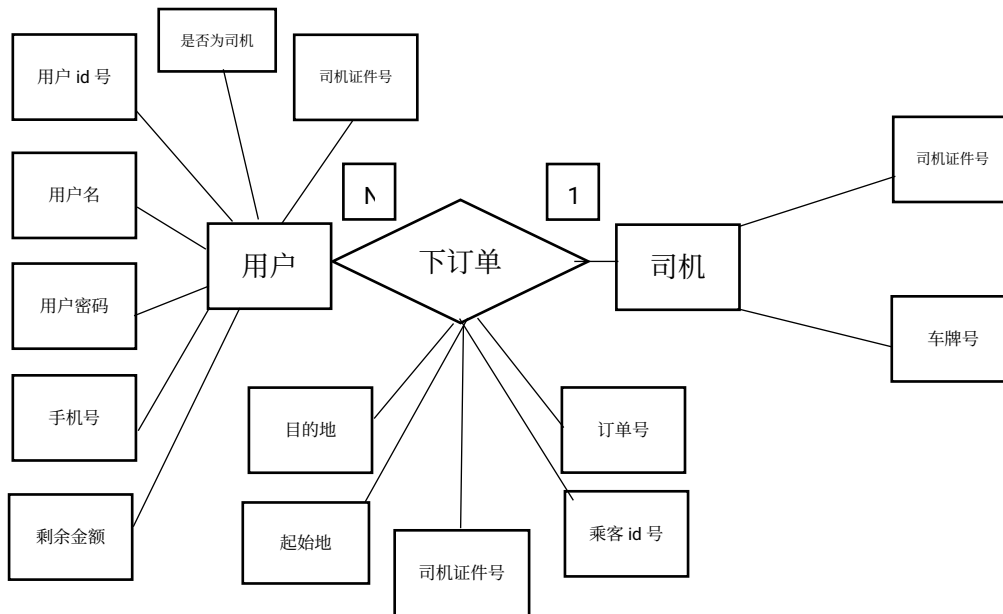 是否为司机
用户 id 号
司机证件号
司机证件号
用户名
N
1
用户
下订单
司机
用户密码
车牌号
手机号
目的地
订单号
剩余金额
起始地
乘客 id 号
司机证件号